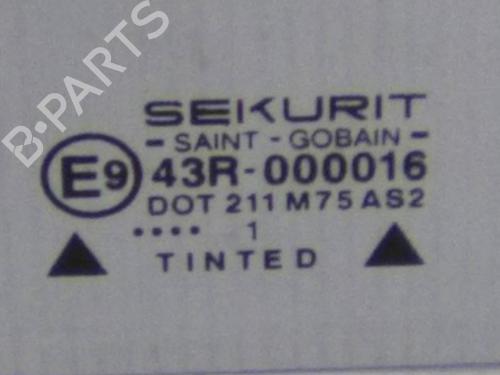 B-PARTS
SEKURIT
- SAINT - GOBAIN -
E9 43R-000016
DOT 211 M75 AS2
•••• 1
TINTED